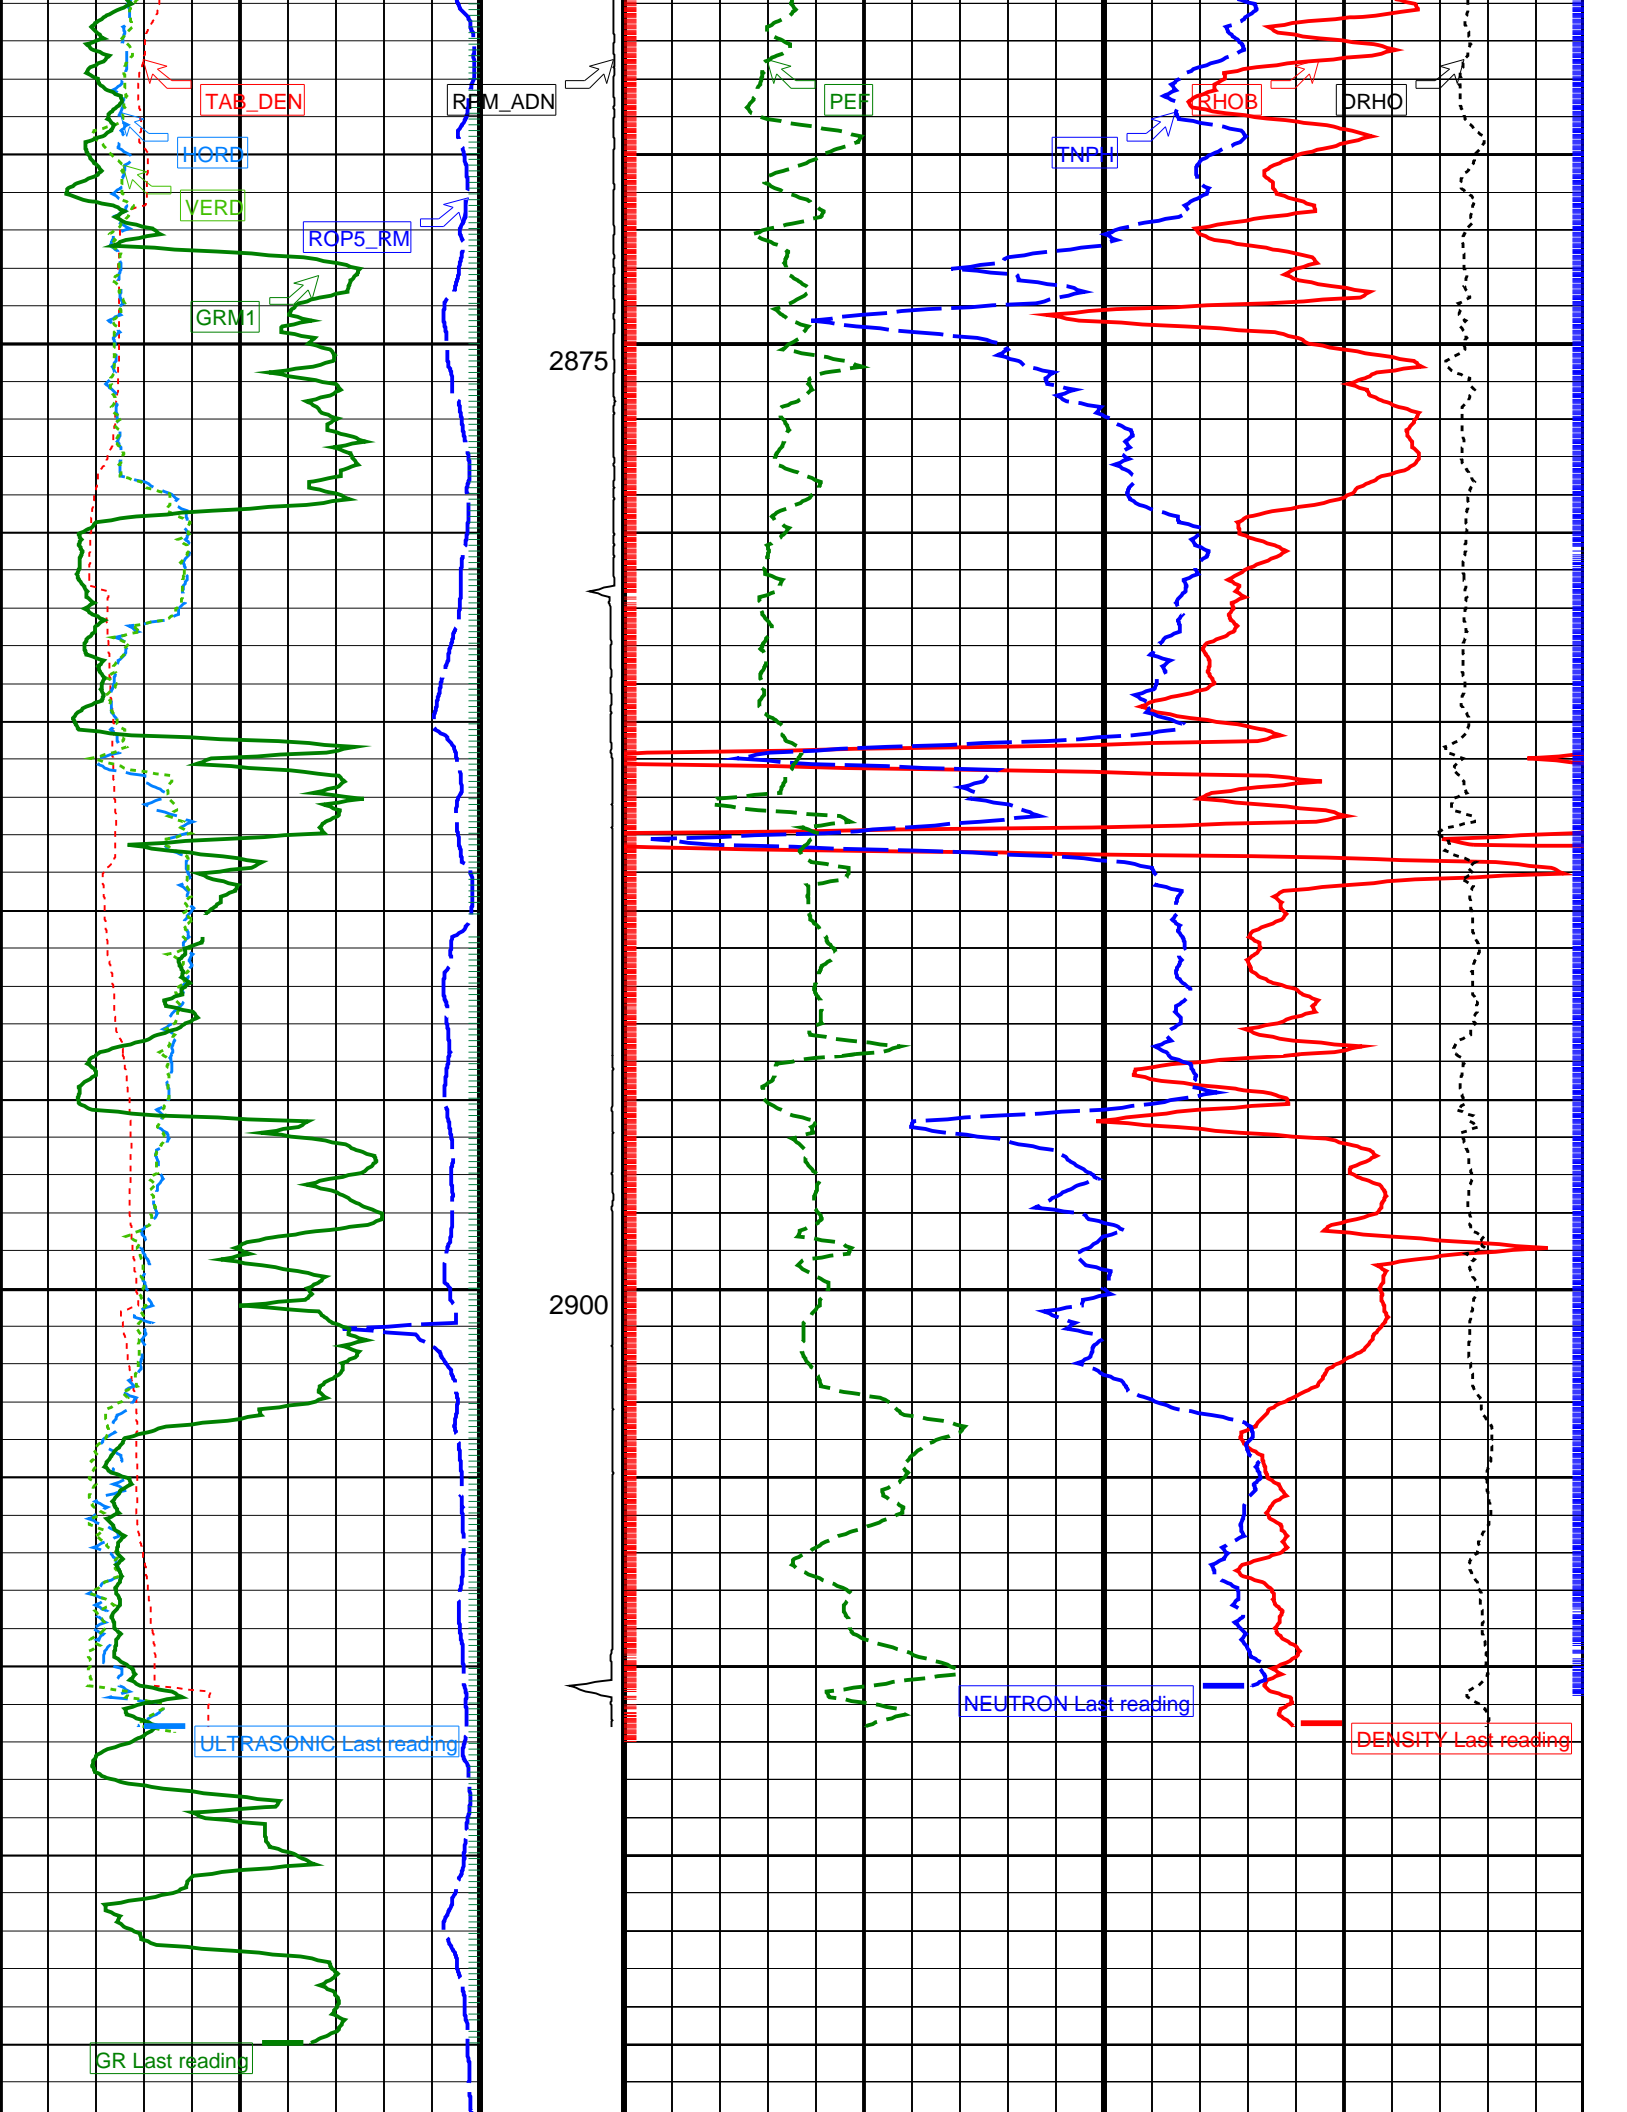 TAB_DEN
REM_ADN
PEF
RHOB
DRHO
HORD
TNPH
VERD
ROP5_RM
GRM1
2875
2900
NEUTRON Last reading
ULTRASONIC Last reading
DENSITY Last reading
GR Last reading